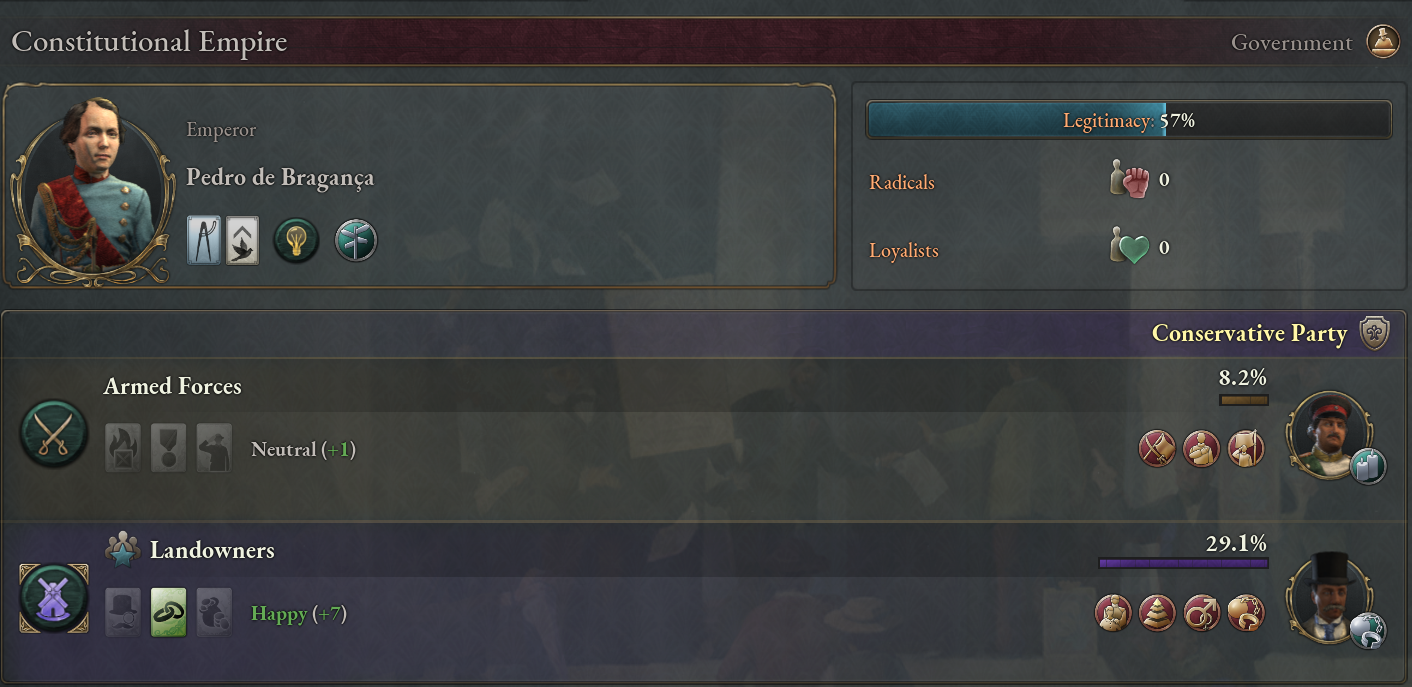 Constitutional Empire
Government
Emperor
Pedro de Bragança
Legitimacy: 57%
Radicals 0
Loyalists 0
Conservative Party
Armed Forces
8.2%
Neutral (+1)
Landowners
29.1%
Happy (+7)